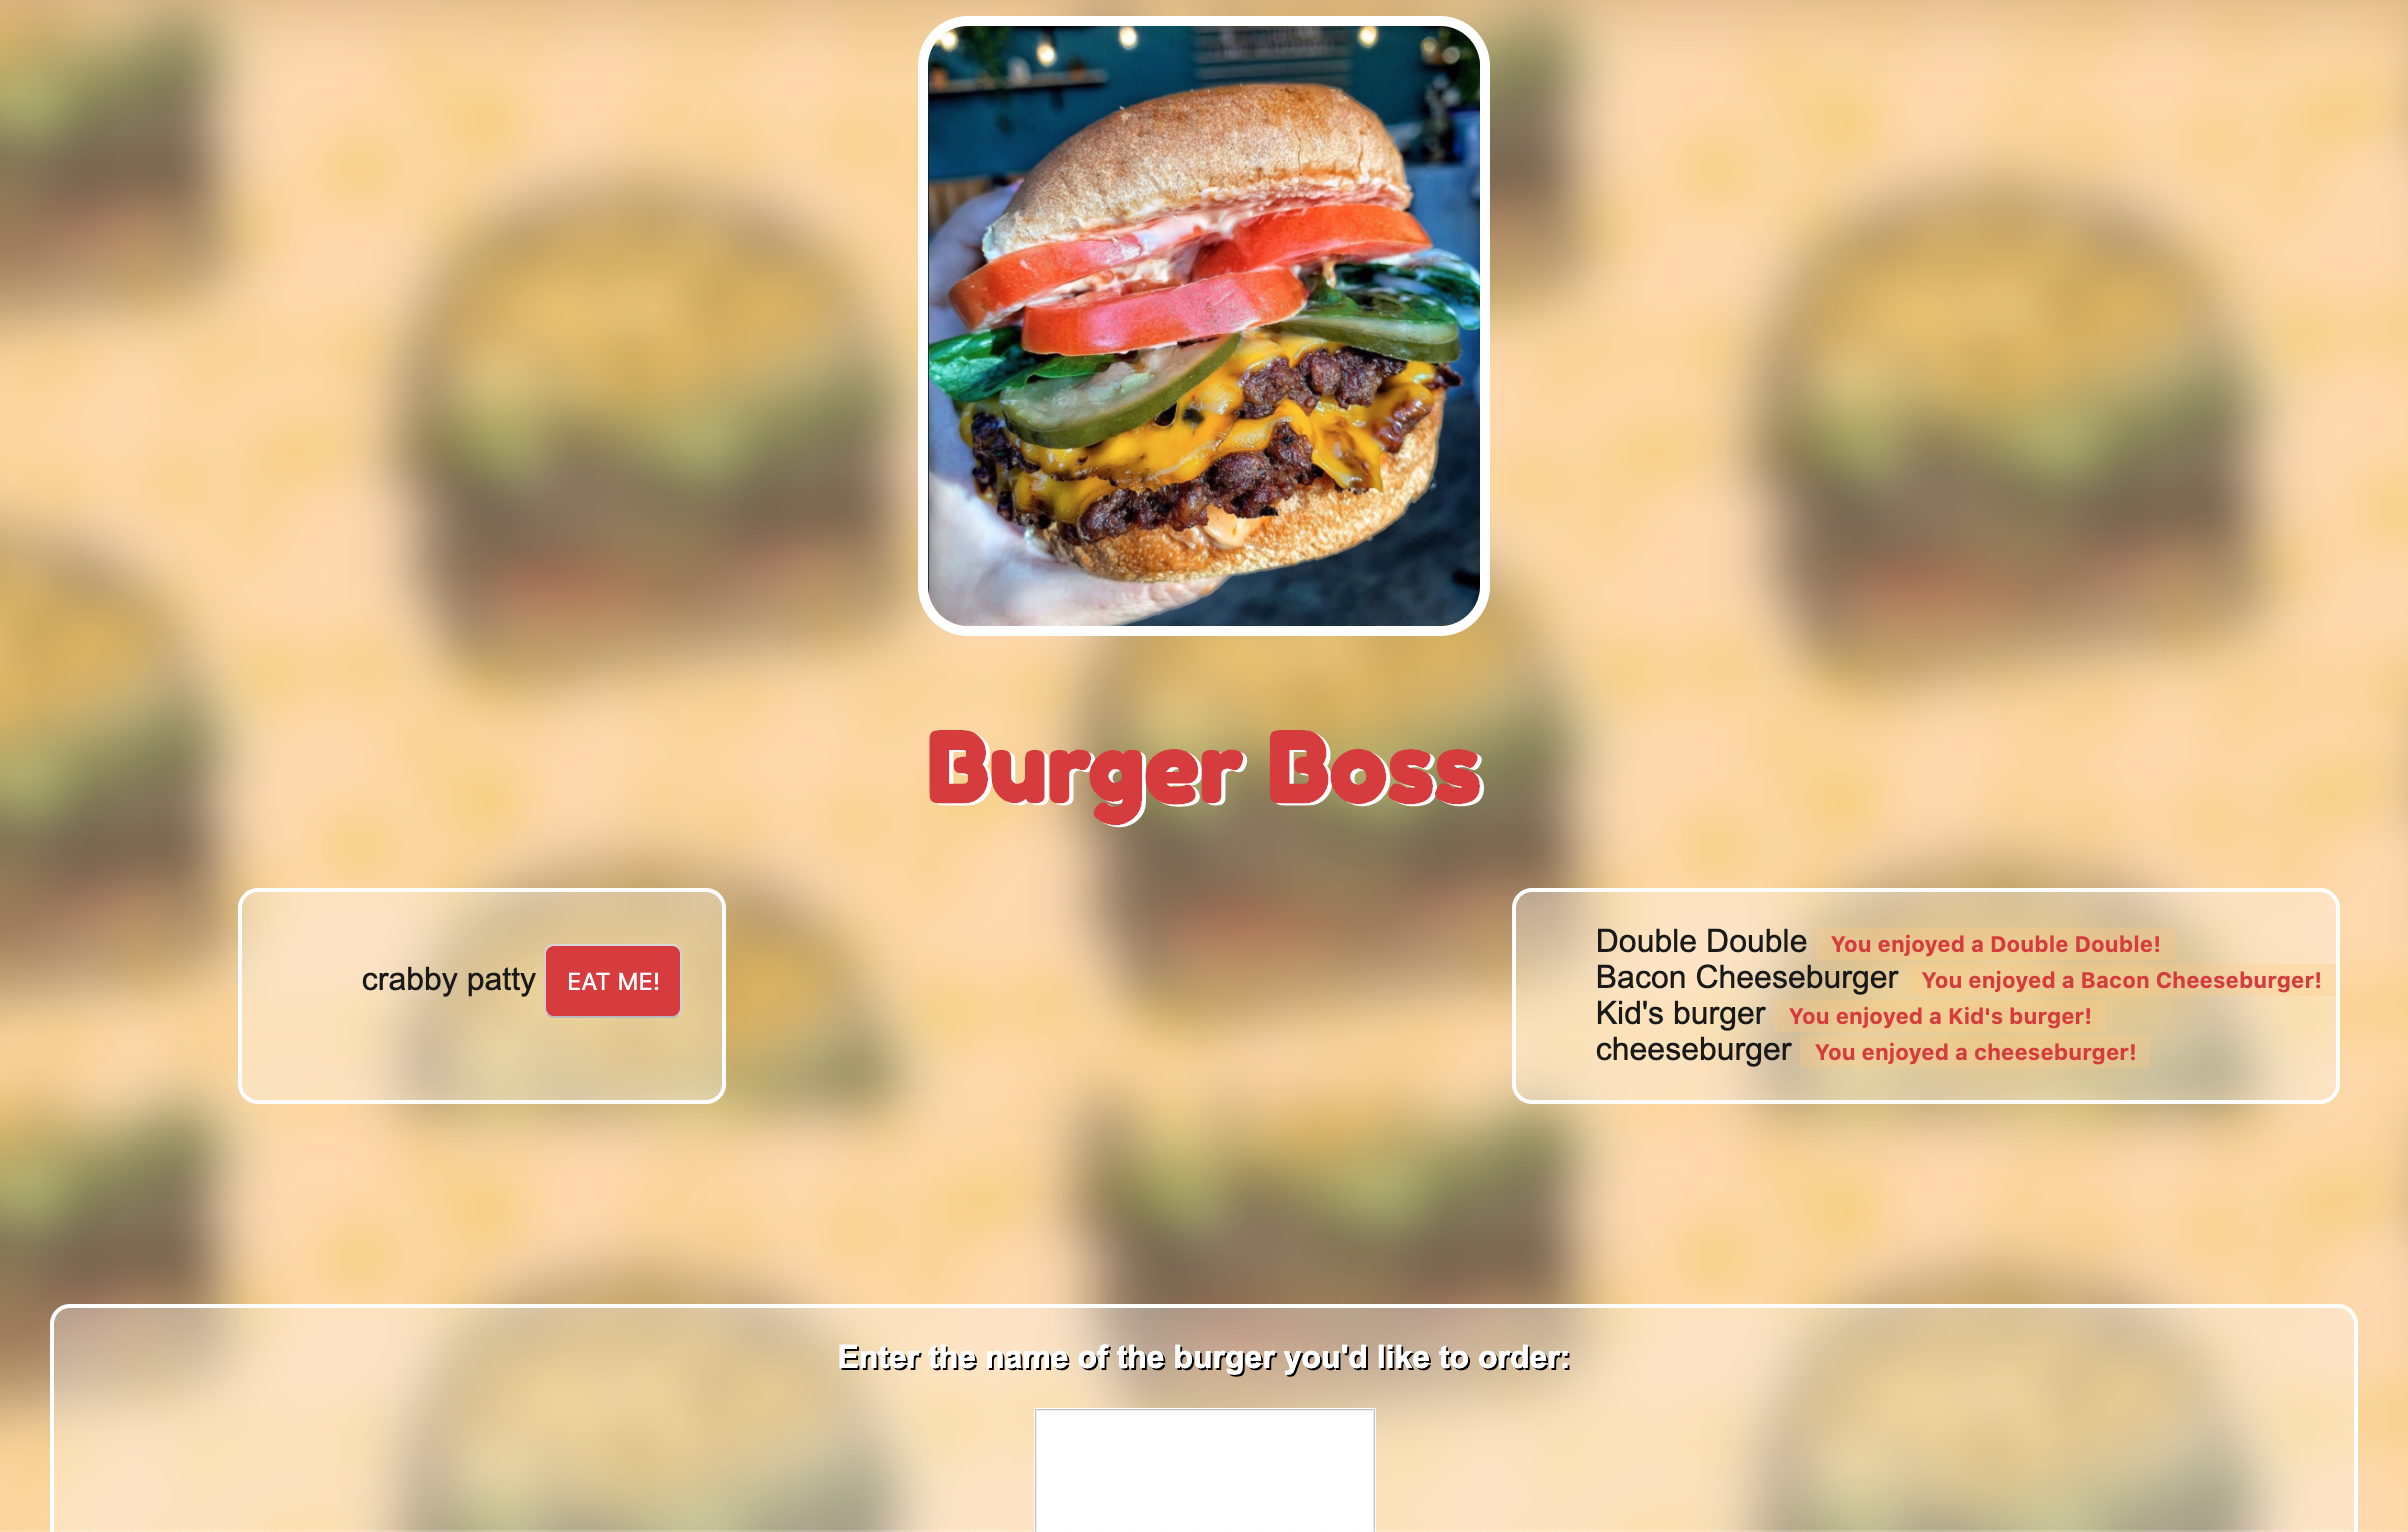 Burger Boss
crabby patty EAT ME!
Double Double You enjoyed a Double Double!
Bacon Cheeseburger You enjoyed a Bacon Cheeseburger!
Kid's burger You enjoyed a Kid's burger!
cheeseburger You enjoyed a cheeseburger!
Enter the name of the burger you'd like to order: